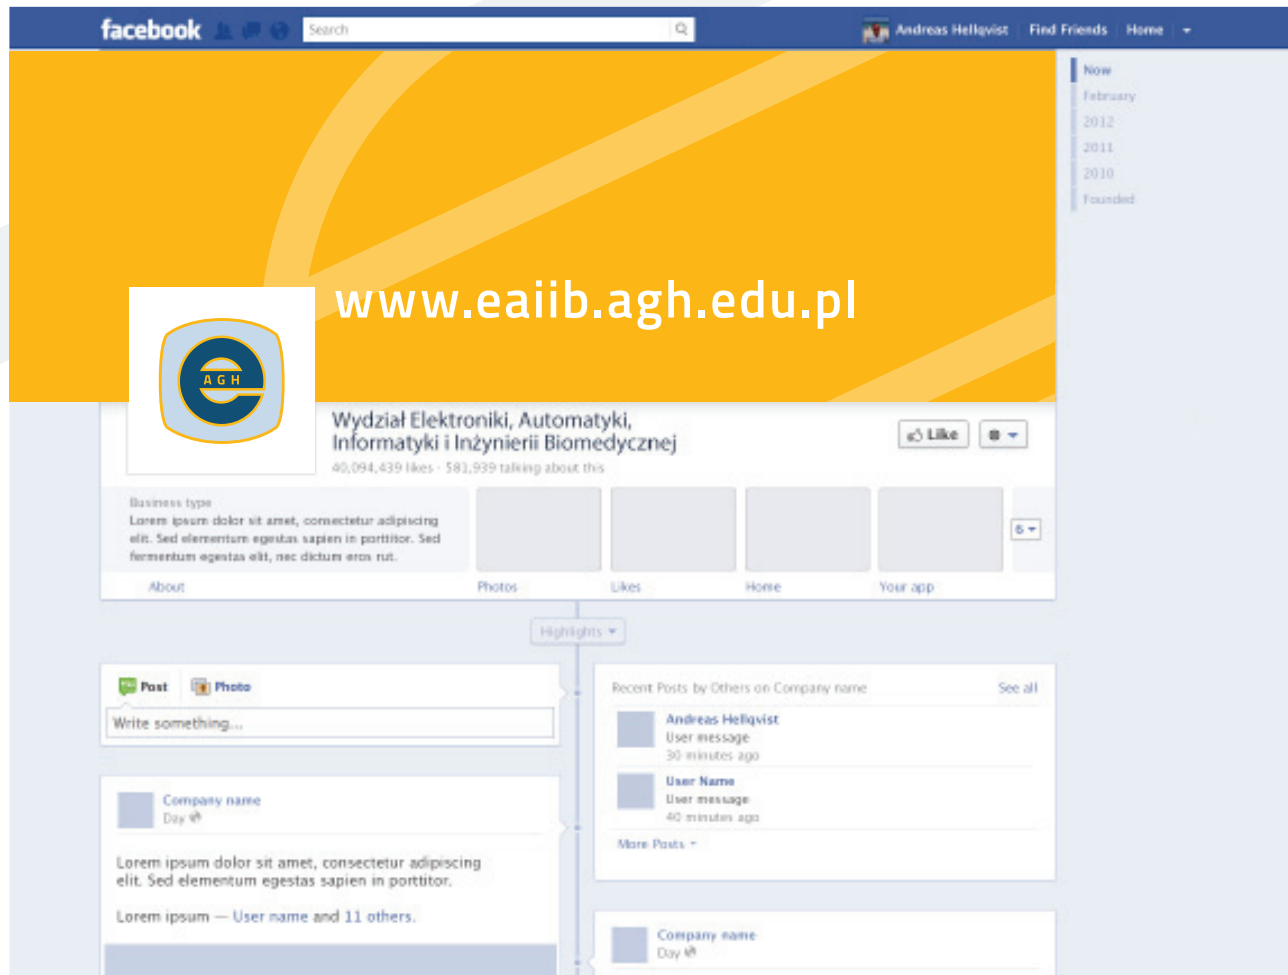 facebook
Search
Andreas Hellqvist
Find Friends
Home
Now
February
2012
2011
2010
Founded
www.eaiib.agh.edu.pl
AGH
Wydział Elektroniki, Automatyki,
Informatyki i Inżynierii Biomedycznej
40,094,439 likes · 581,939 talking about this
Like
Business type
Lorem ipsum dolor sit amet, consectetur adipiscing
elit. Sed elementum egestas sapien in porttitor. Sed
fermentum egestas elit, nec dictum eros rut.
6
About
Photos
Likes
Home
Your app
Highlights
Post
Photo
Write something...
Recent Posts by Others on Company name
See all
Andreas Hellqvist
User message
30 minutes ago
User Name
User message
40 minutes ago
More Posts
Company name
Day
Lorem ipsum dolor sit amet, consectetur adipiscing
elit. Sed elementum egestas sapien in porttitor.
Lorem ipsum — User name and 11 others.
Company name
Day